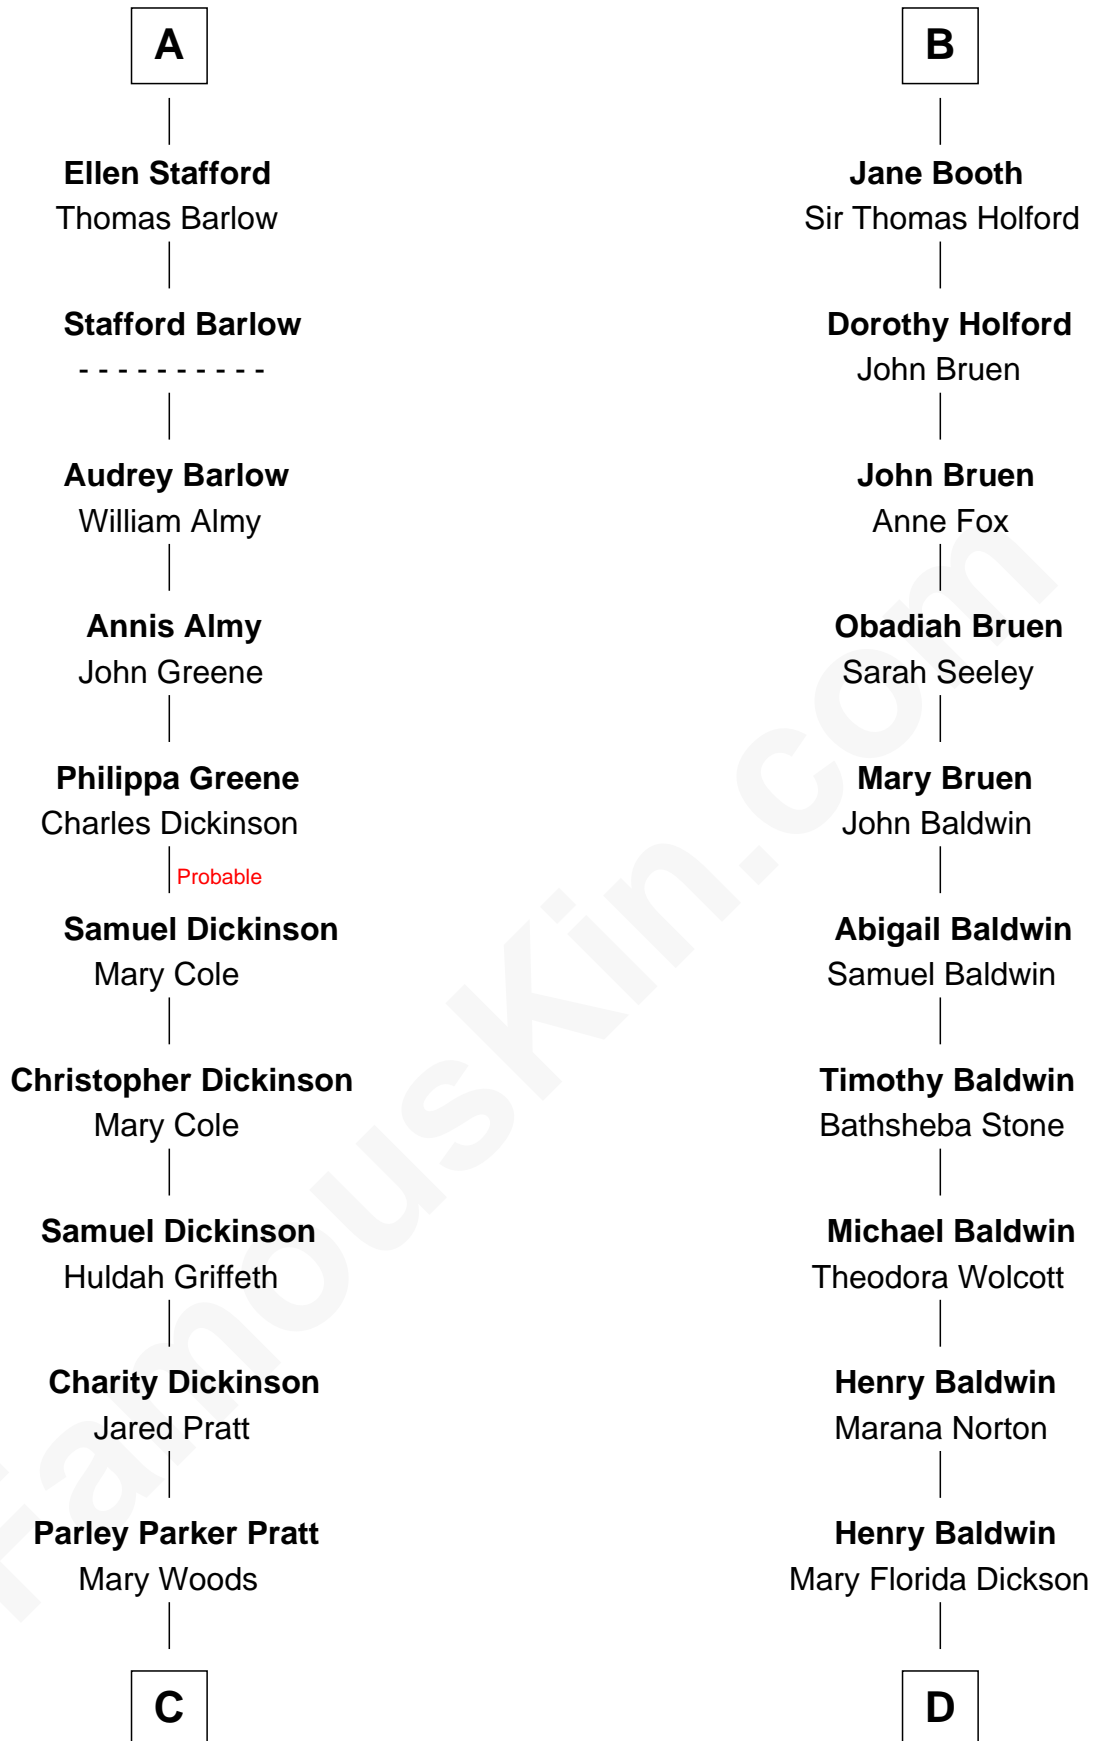 A
Ellen Stafford
Thomas Barlow
Stafford Barlow
- - - - - - - - - -
Audrey Barlow
William Almy
Annis Almy
John Greene
Philippa Greene
Charles Dickinson
Probable
Samuel Dickinson
Mary Cole
Christopher Dickinson
Mary Cole
Samuel Dickinson
Huldah Griffeth
Charity Dickinson
Jared Pratt
Parley Parker Pratt
Mary Woods
C
B
Jane Booth
Sir Thomas Holford
Dorothy Holford
John Bruen
John Bruen
Anne Fox
Obadiah Bruen
Sarah Seeley
Mary Bruen
John Baldwin
Abigail Baldwin
Samuel Baldwin
Timothy Baldwin
Bathsheba Stone
Michael Baldwin
Theodora Wolcott
Henry Baldwin
Marana Norton
Henry Baldwin
Mary Florida Dickson
D
FamousKin.com